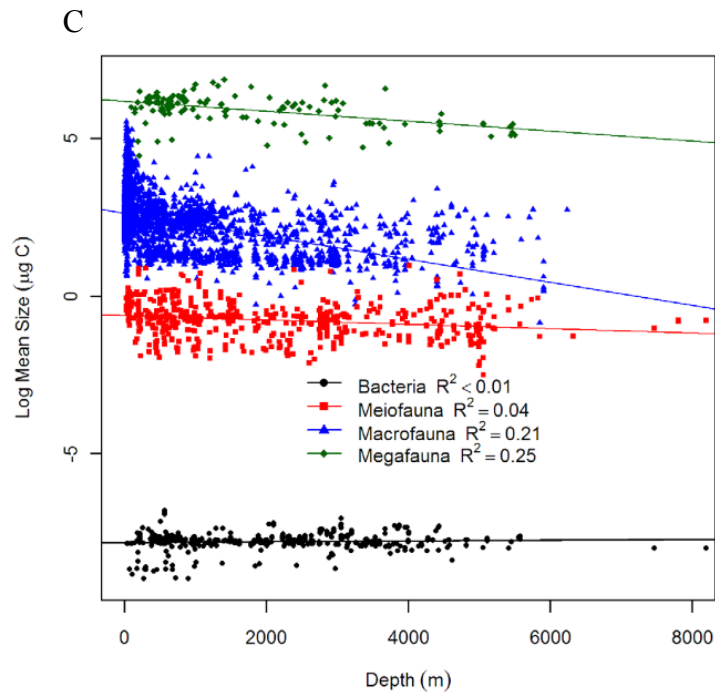 C
5
0
-5
Log Mean Size (µg C)
Bacteria R² < 0.01
Meiofauna R² = 0.04
Macrofauna R² = 0.21
Megafauna R² = 0.25
0 2000 4000 6000 8000
Depth (m)